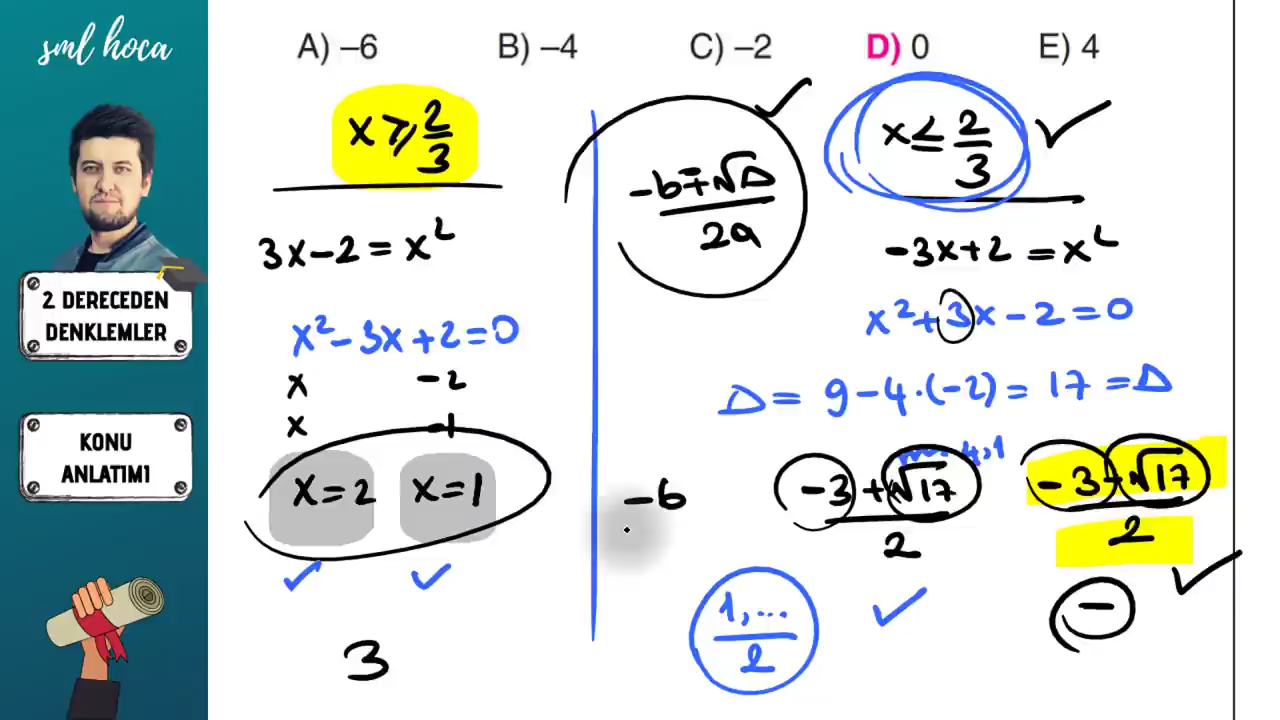 sml hoca
A) –6 B) –4 C) –2 D) 0 E) 4
2 DERECEDEN
DENKLEMLER
KONU
ANLATIMI
x ⩾ 2/3
3x-2 = x²
x²-3x+2=0
x -2
x -1
x=2 x=1
3
-b∓√Δ
2a
x ≤ 2/3
-3x+2 = x²
x²+3x-2=0
Δ = 9-4·(-2) = 17 = Δ
4,1
-6
-3+√17
2
-3-√17
2
1,...
2
-